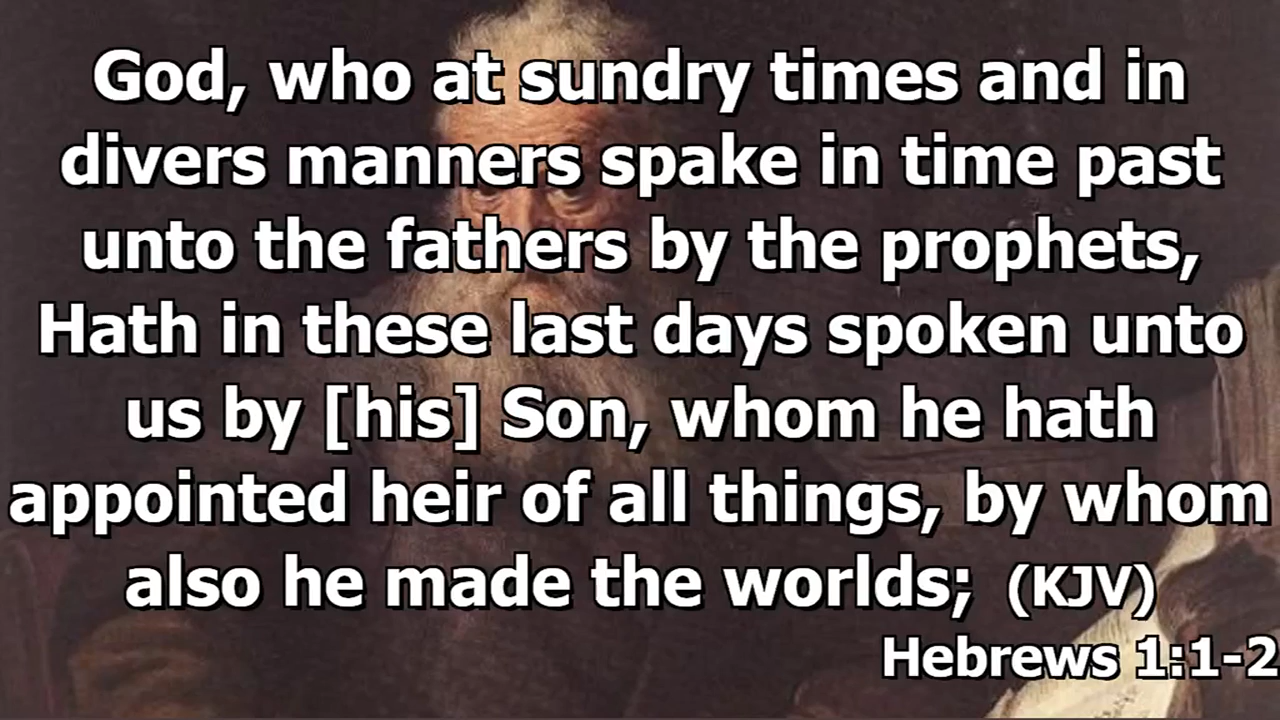 God, who at sundry times and in
divers manners spake in time past
unto the fathers by the prophets,
Hath in these last days spoken unto
us by [his] Son, whom he hath
appointed heir of all things, by whom
also he made the worlds; (KJV)
Hebrews 1:1-2